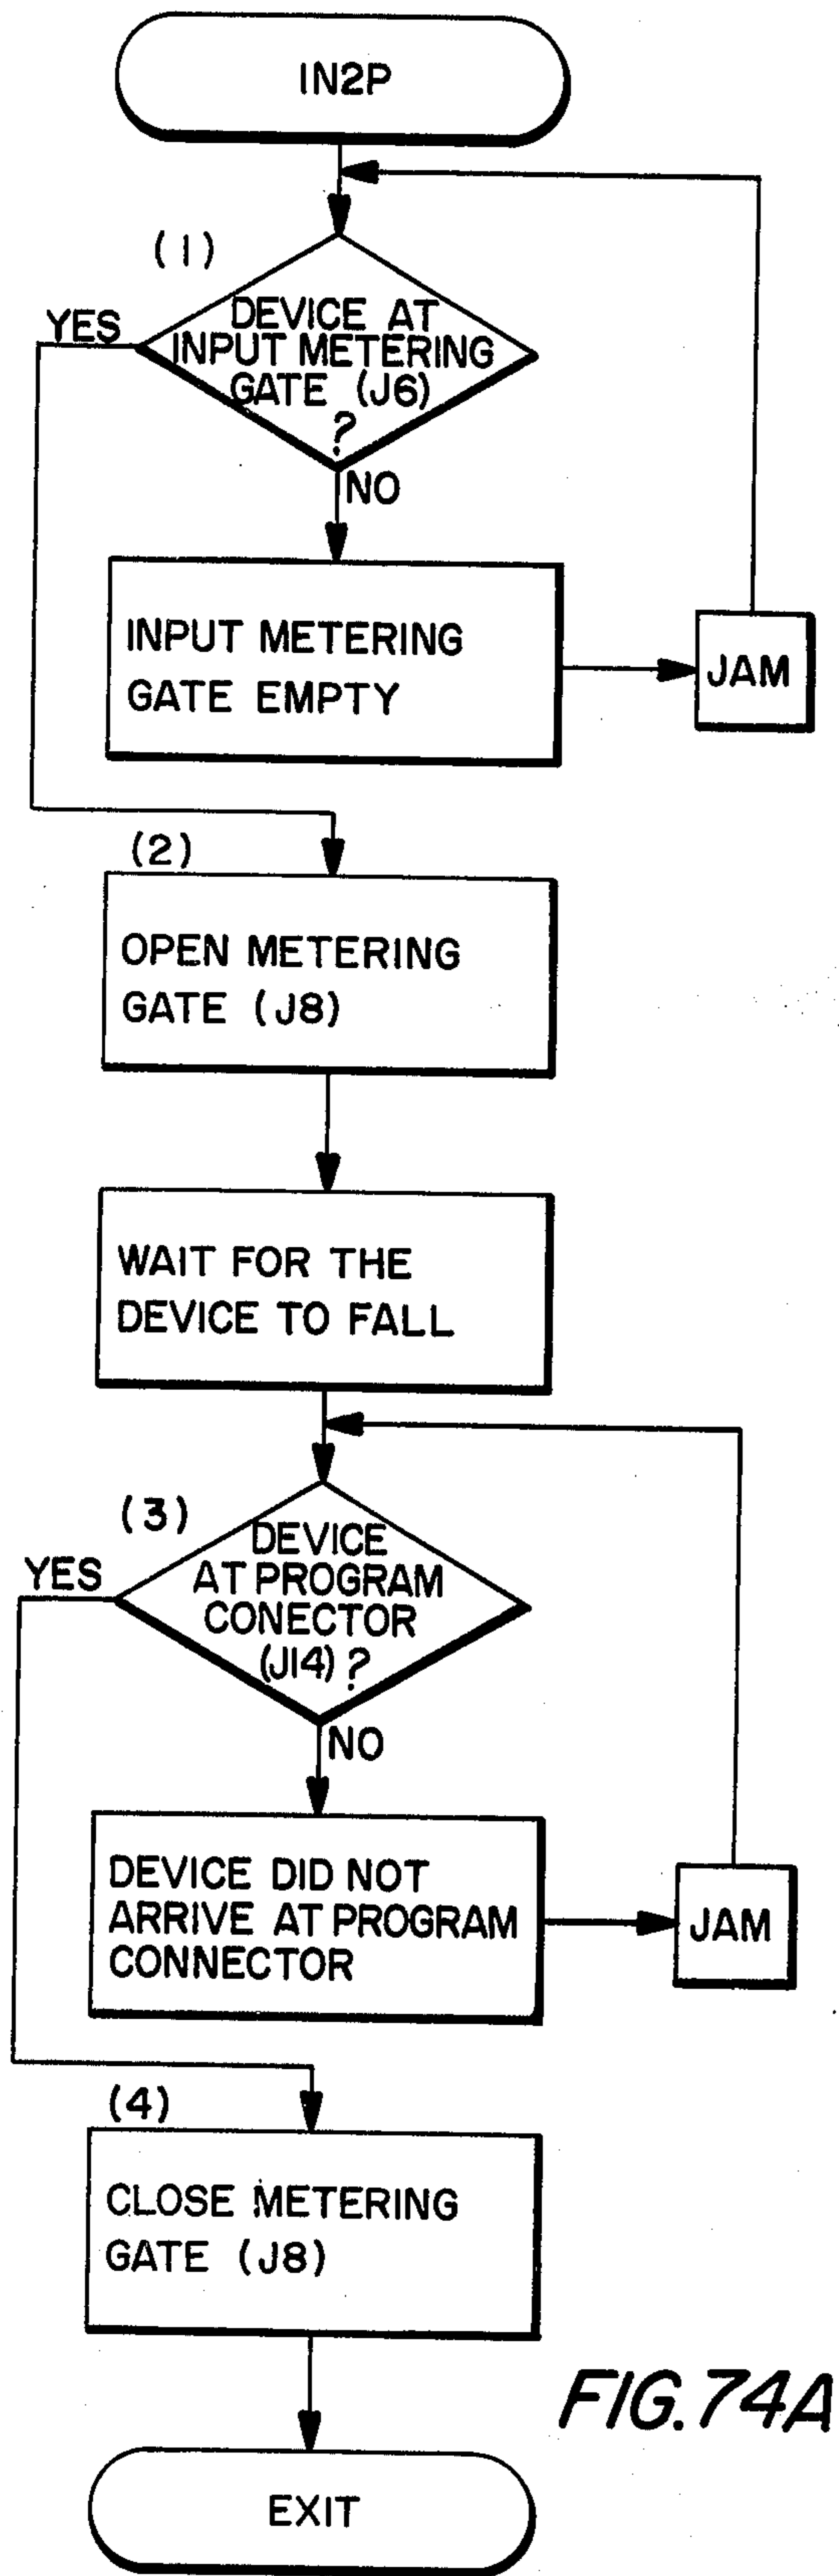 IN2P
(1)
YES
DEVICE AT
INPUT METERING
GATE (J6)
?
NO
INPUT METERING
GATE EMPTY
JAM
(2)
OPEN METERING
GATE (J8)
WAIT FOR THE
DEVICE TO FALL
(3)
YES
DEVICE
AT PROGRAM
CONECTOR
(J14) ?
NO
DEVICE DID NOT
ARRIVE AT PROGRAM
CONNECTOR
JAM
(4)
CLOSE METERING
GATE (J8)
FIG. 74A
EXIT